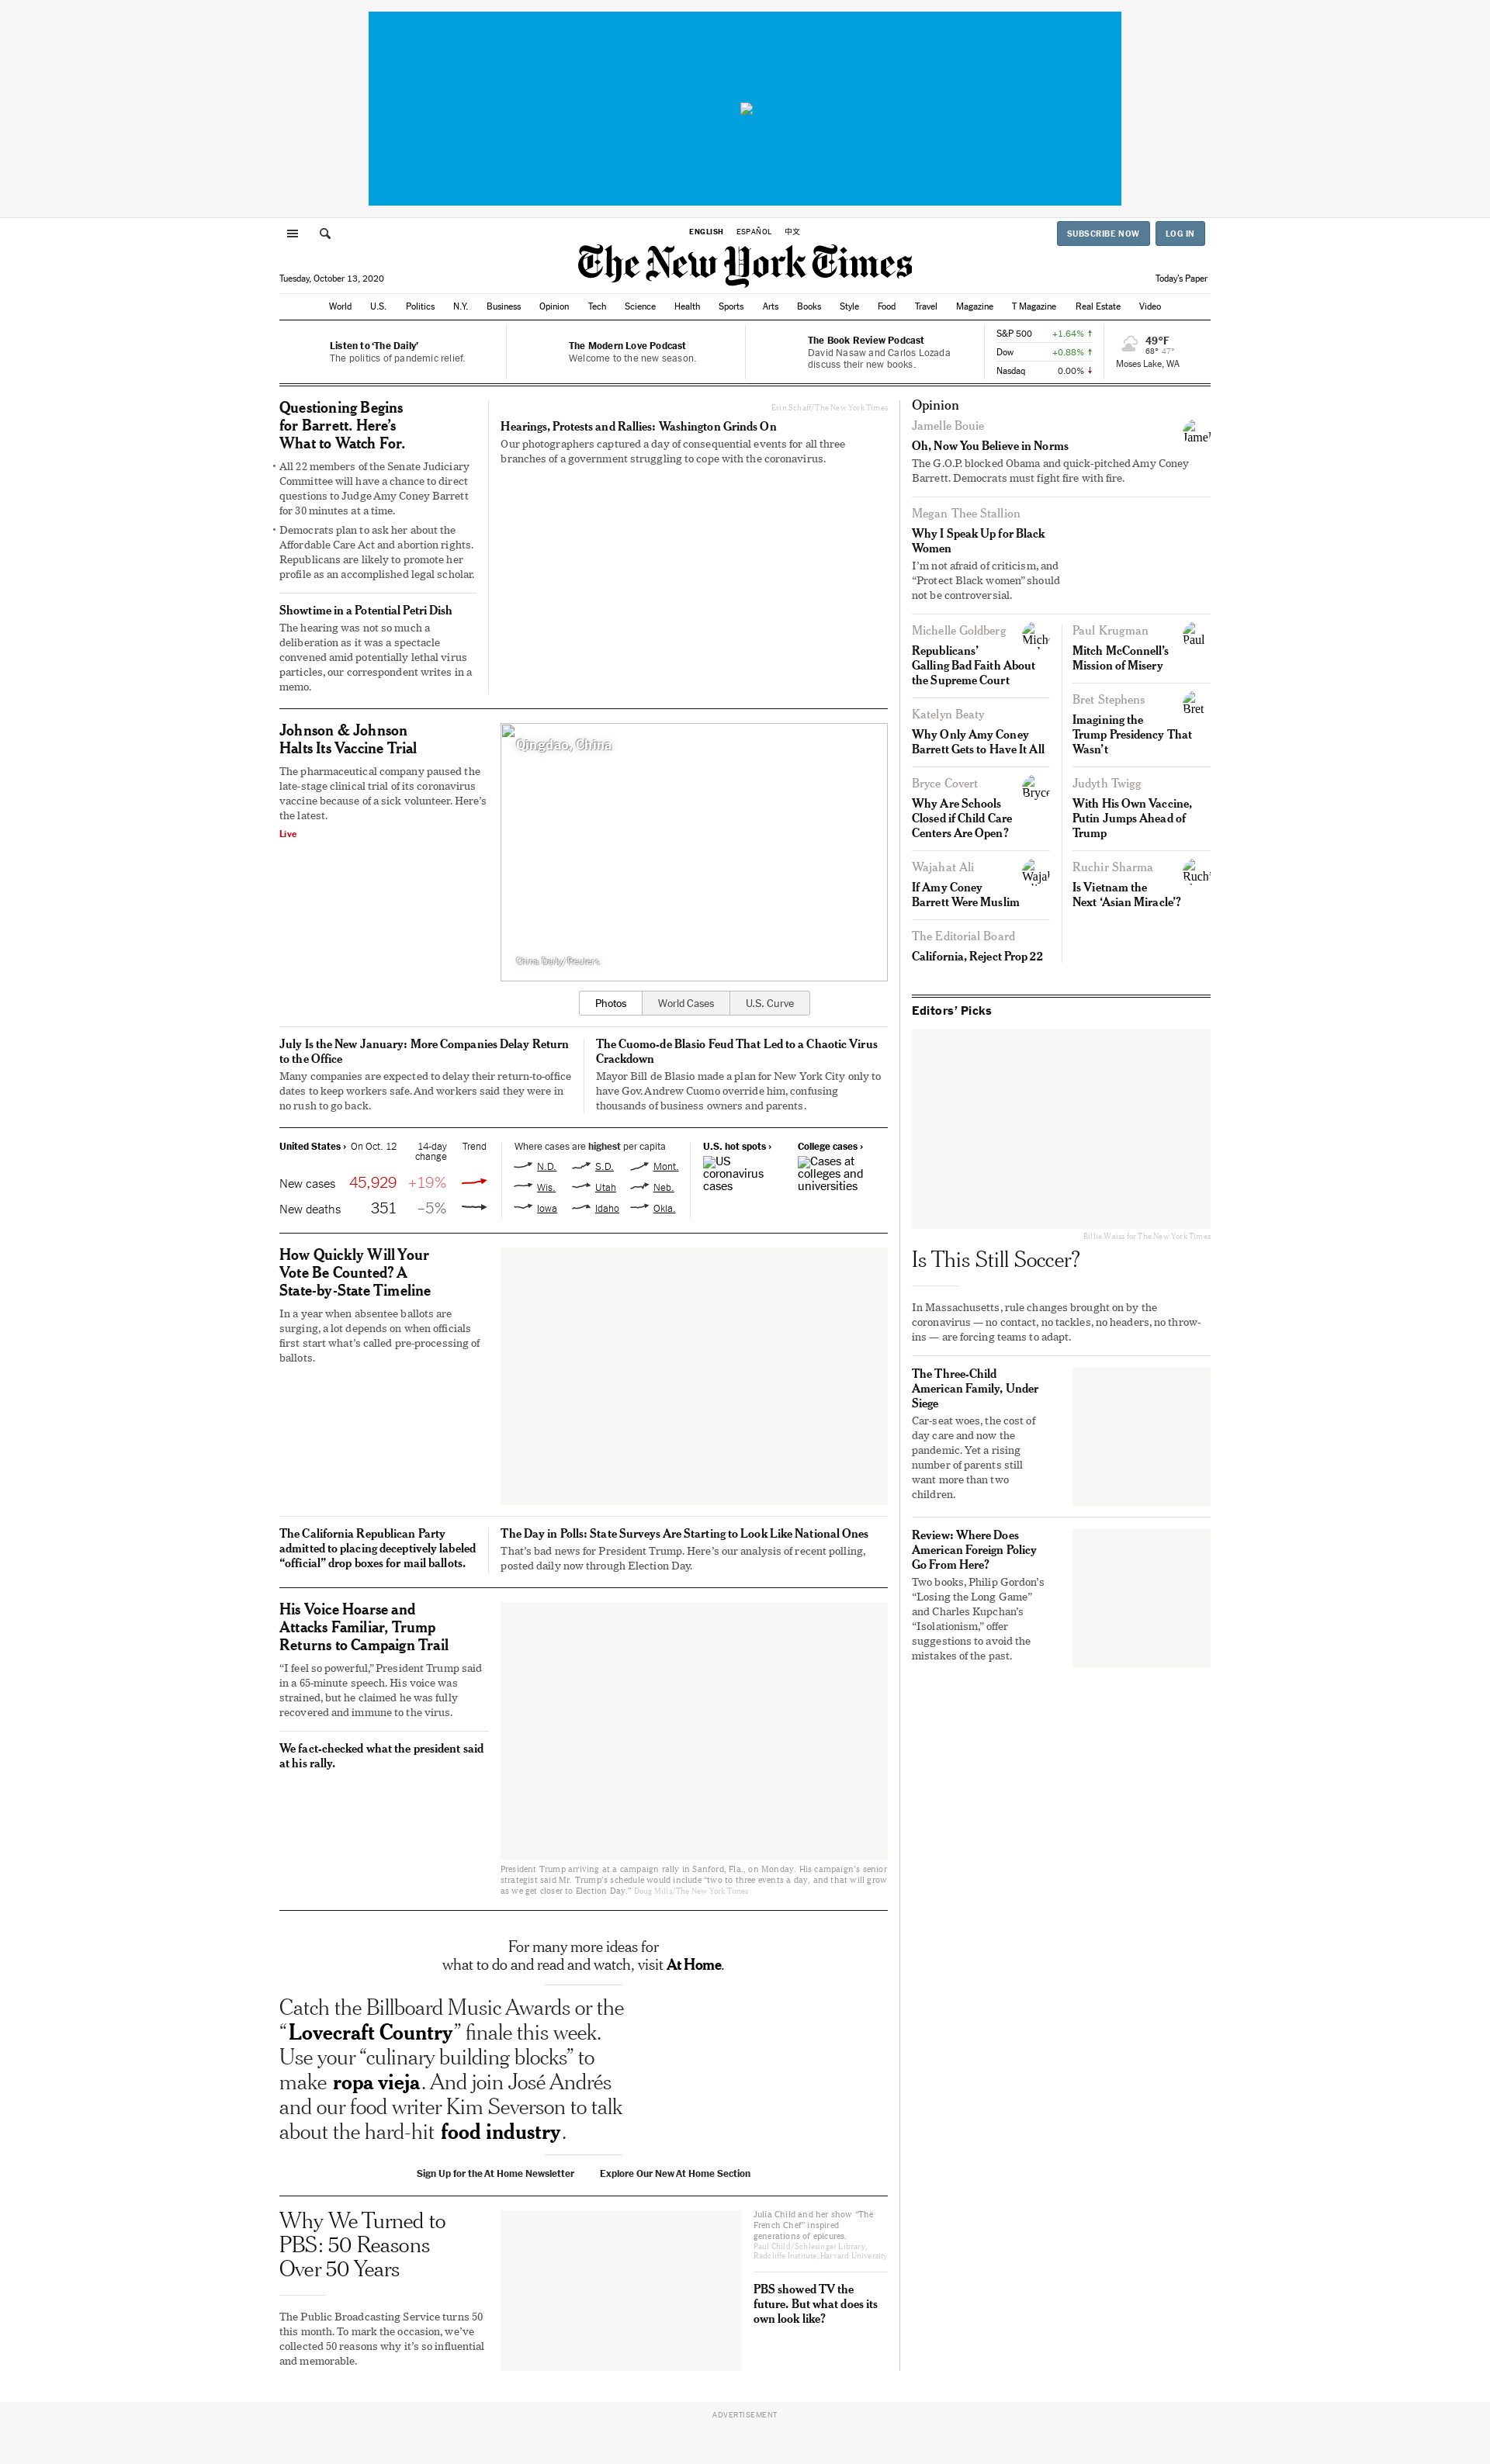 ENGLISH ESPAÑOL 中文
SUBSCRIBE NOW LOG IN
The New York Times
Tuesday, October 13, 2020
Today's Paper
World U.S. Politics N.Y. Business Opinion Tech Science Health Sports Arts Books Style Food Travel Magazine T Magazine Real Estate Video
Listen to ‘The Daily’
The politics of pandemic relief.
The Modern Love Podcast
Welcome to the new season.
The Book Review Podcast
David Nasaw and Carlos Lozada
discuss their new books.
S&P 500 +1.64%
Dow +0.88%
Nasdaq 0.00%
49°F
68° 47°
Moses Lake, WA
Questioning Begins
for Barrett. Here’s
What to Watch For.
• All 22 members of the Senate Judiciary
Committee will have a chance to direct
questions to Judge Amy Coney Barrett
for 30 minutes at a time.
• Democrats plan to ask her about the
Affordable Care Act and abortion rights.
Republicans are likely to promote her
profile as an accomplished legal scholar.
Showtime in a Potential Petri Dish
The hearing was not so much a
deliberation as it was a spectacle
convened amid potentially lethal virus
particles, our correspondent writes in a
memo.
Erin Schaff/The New York Times
Hearings, Protests and Rallies: Washington Grinds On
Our photographers captured a day of consequential events for all three
branches of a government struggling to cope with the coronavirus.
Johnson & Johnson
Halts Its Vaccine Trial
The pharmaceutical company paused the
late-stage clinical trial of its coronavirus
vaccine because of a sick volunteer. Here’s
the latest.
Live
Qingdao, China
China Daily/Reuters
Photos World Cases U.S. Curve
July Is the New January: More Companies Delay Return
to the Office
Many companies are expected to delay their return-to-office
dates to keep workers safe. And workers said they were in
no rush to go back.
The Cuomo-de Blasio Feud That Led to a Chaotic Virus
Crackdown
Mayor Bill de Blasio made a plan for New York City only to
have Gov. Andrew Cuomo override him, confusing
thousands of business owners and parents.
United States › On Oct. 12 14-day Trend
change
New cases 45,929 +19%
New deaths 351 –5%
Where cases are highest per capita
N.D. S.D. Mont.
Wis. Utah Neb.
Iowa Idaho Okla.
U.S. hot spots ›
US
coronavirus
cases
College cases ›
Cases at
colleges and
universities
How Quickly Will Your
Vote Be Counted? A
State-by-State Timeline
In a year when absentee ballots are
surging, a lot depends on when officials
first start what’s called pre-processing of
ballots.
The California Republican Party
admitted to placing deceptively labeled
“official” drop boxes for mail ballots.
The Day in Polls: State Surveys Are Starting to Look Like National Ones
That’s bad news for President Trump. Here’s our analysis of recent polling,
posted daily now through Election Day.
His Voice Hoarse and
Attacks Familiar, Trump
Returns to Campaign Trail
“I feel so powerful,” President Trump said
in a 65-minute speech. His voice was
strained, but he claimed he was fully
recovered and immune to the virus.
We fact-checked what the president said
at his rally.
President Trump arriving at a campaign rally in Sanford, Fla., on Monday. His campaign’s senior
strategist said Mr. Trump’s schedule would include “two to three events a day, and that will grow
as we get closer to Election Day.” Doug Mills/The New York Times
For many more ideas for
what to do and read and watch, visit At Home.
Catch the Billboard Music Awards or the
“Lovecraft Country” finale this week.
Use your “culinary building blocks” to
make ropa vieja. And join José Andrés
and our food writer Kim Severson to talk
about the hard-hit food industry.
Sign Up for the At Home Newsletter Explore Our New At Home Section
Why We Turned to
PBS: 50 Reasons
Over 50 Years
The Public Broadcasting Service turns 50
this month. To mark the occasion, we’ve
collected 50 reasons why it’s so influential
and memorable.
Julia Child and her show “The
French Chef” inspired
generations of epicures.
Paul Child/Schlesinger Library,
Radcliffe Institute, Harvard University
PBS showed TV the
future. But what does its
own look like?
Opinion
Jamelle Bouie
Oh, Now You Believe in Norms
The G.O.P. blocked Obama and quick-pitched Amy Coney
Barrett. Democrats must fight fire with fire.
Megan Thee Stallion
Why I Speak Up for Black
Women
I’m not afraid of criticism, and
“Protect Black women” should
not be controversial.
Michelle Goldberg
Republicans’
Galling Bad Faith About
the Supreme Court
Katelyn Beaty
Why Only Amy Coney
Barrett Gets to Have It All
Bryce Covert
Bryce
Why Are Schools
Closed if Child Care
Centers Are Open?
Wajahat Ali
If Amy Coney
Barrett Were Muslim
The Editorial Board
California, Reject Prop 22
Paul Krugman
Paul
Mitch McConnell’s
Mission of Misery
Bret Stephens
Bret
Imagining the
Trump Presidency That
Wasn’t
Judyth Twigg
With His Own Vaccine,
Putin Jumps Ahead of
Trump
Ruchir Sharma
Is Vietnam the
Next ‘Asian Miracle’?
Editors’ Picks
Billie Weiss for The New York Times
Is This Still Soccer?
In Massachusetts, rule changes brought on by the
coronavirus — no contact, no tackles, no headers, no throw-
ins — are forcing teams to adapt.
The Three-Child
American Family, Under
Siege
Car-seat woes, the cost of
day care and now the
pandemic. Yet a rising
number of parents still
want more than two
children.
Review: Where Does
American Foreign Policy
Go From Here?
Two books, Philip Gordon’s
“Losing the Long Game”
and Charles Kupchan’s
“Isolationism,” offer
suggestions to avoid the
mistakes of the past.
ADVERTISEMENT